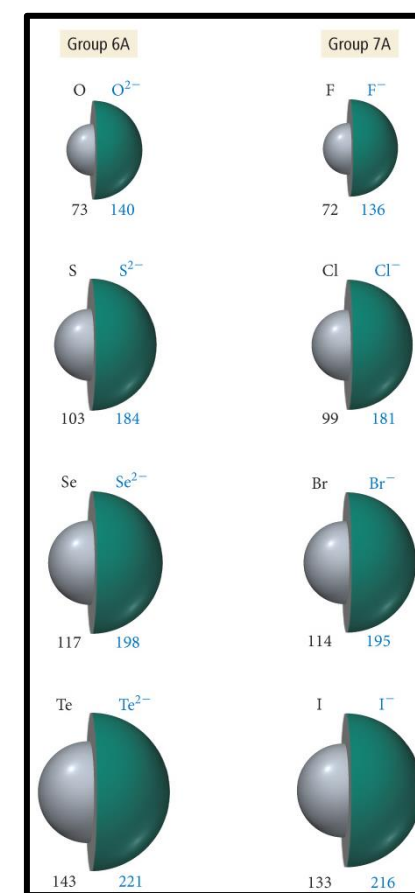 Group 6A Group 7A
O O²⁻ F F⁻
73 140 72 136
S S²⁻ Cl Cl⁻
103 184 99 181
Se Se²⁻ Br Br⁻
117 198 114 195
Te Te²⁻ I I⁻
143 221 133 216